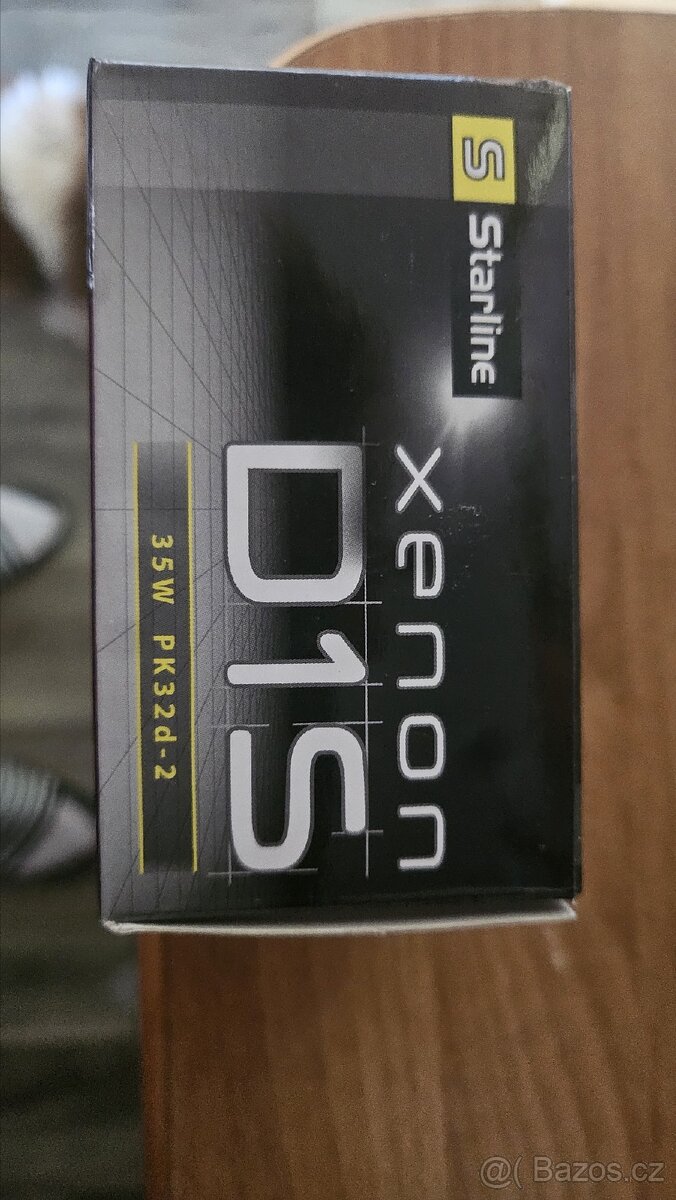 S Starline
xenon
D1S
35W PK32d-2
@( Bazos.cz